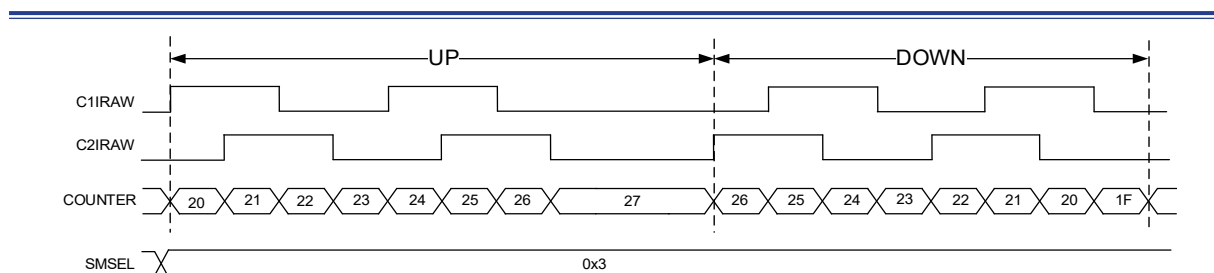 UP DOWN
C1IRAW
C2IRAW
COUNTER 20 21 22 23 24 25 26 27 26 25 24 23 22 21 20 1F
SMSEL 0x3